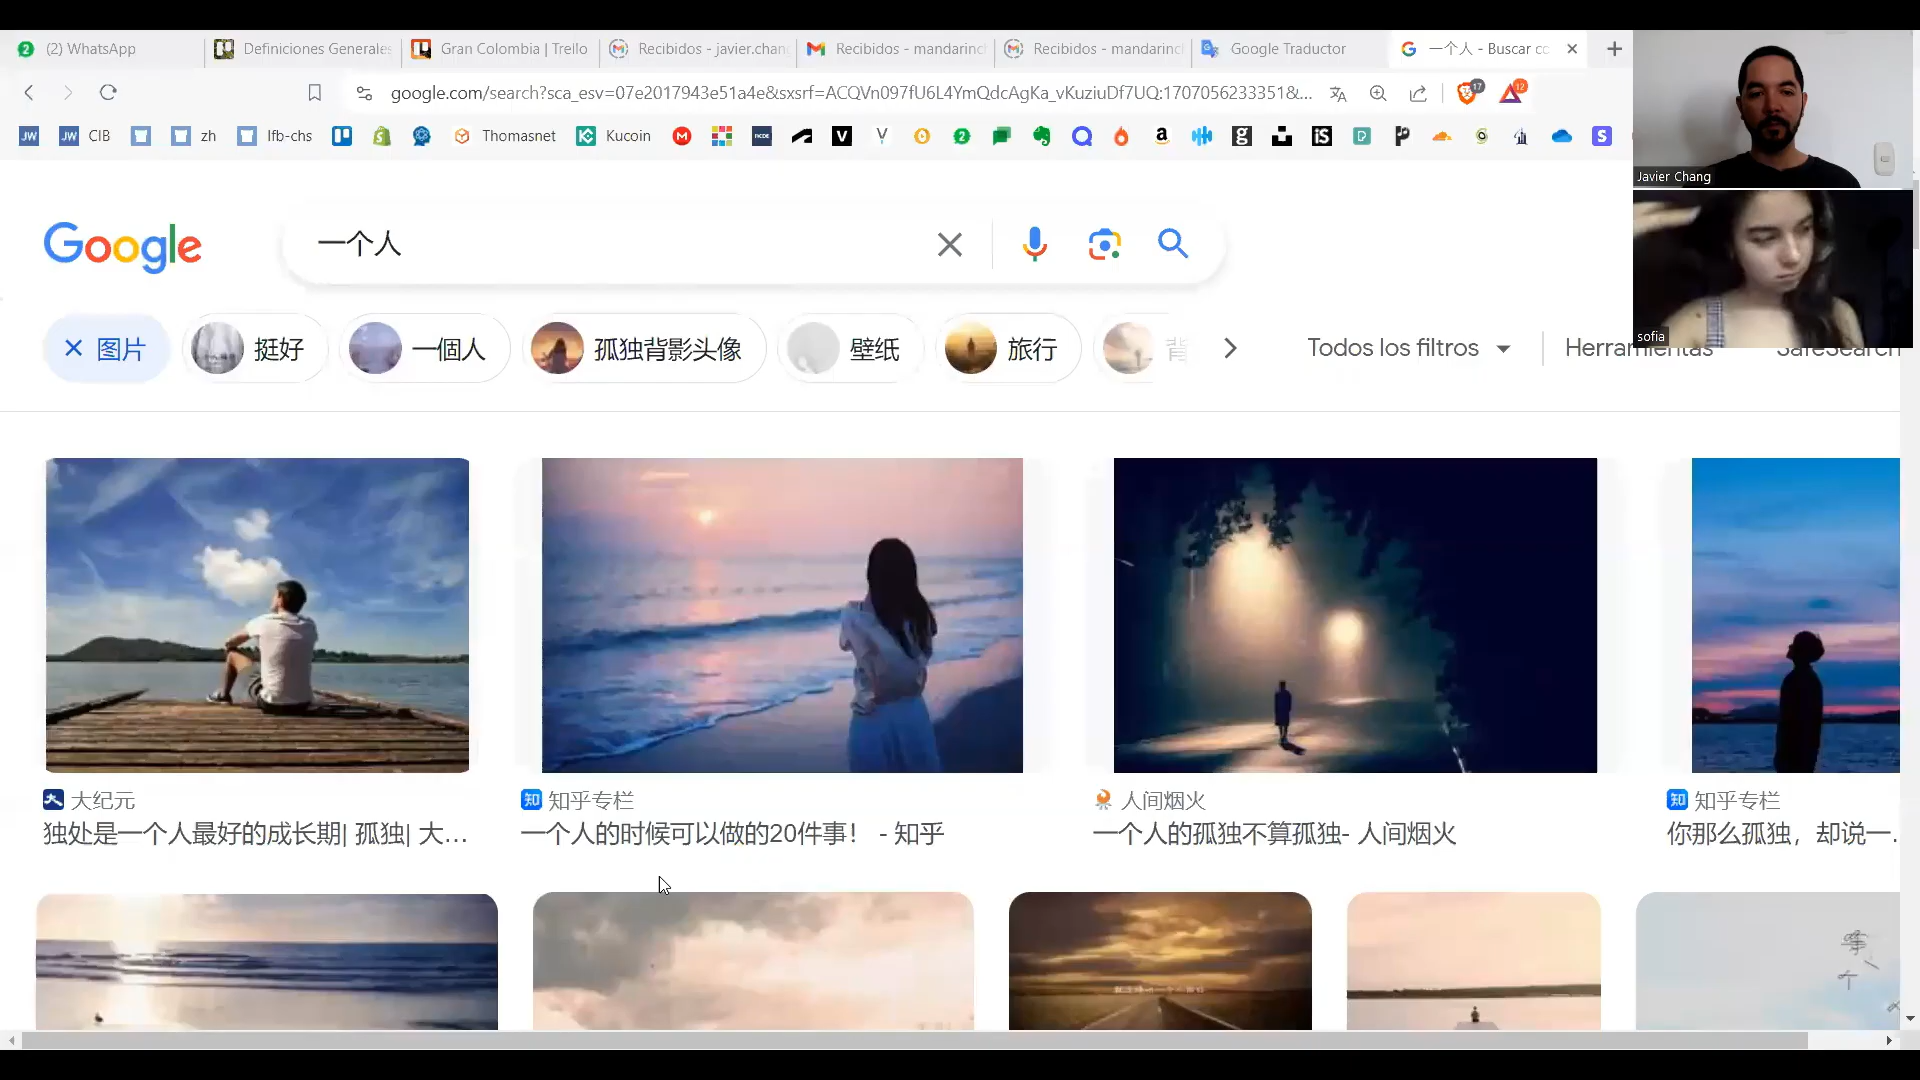 (2) WhatsApp
Definiciones Generales
Gran Colombia | Trello
Recibidos - javier.chan
Recibidos - mandarinch
Recibidos - mandarincl
Google Traductor
一个人 - Buscar co
google.com/search?sca_esv=07e2017943e51a4e&sxsrf=ACQVn097fU6L4YmQdcAgKa_vKuziuDf7UQ:1707056233351&...
17
12
JW
JW CIB
zh
lfb-chs
Thomasnet
Kucoin
Javier Chang
sofia
Google
一个人
图片
挺好
一個人
孤独背影头像
壁纸
旅行
背
Todos los filtros
Herramientas
SafeSearch
大纪元
独处是一个人最好的成长期| 孤独| 大...
知乎专栏
一个人的时候可以做的20件事！ - 知乎
人间烟火
一个人的孤独不算孤独- 人间烟火
知乎专栏
你那么孤独，却说一.